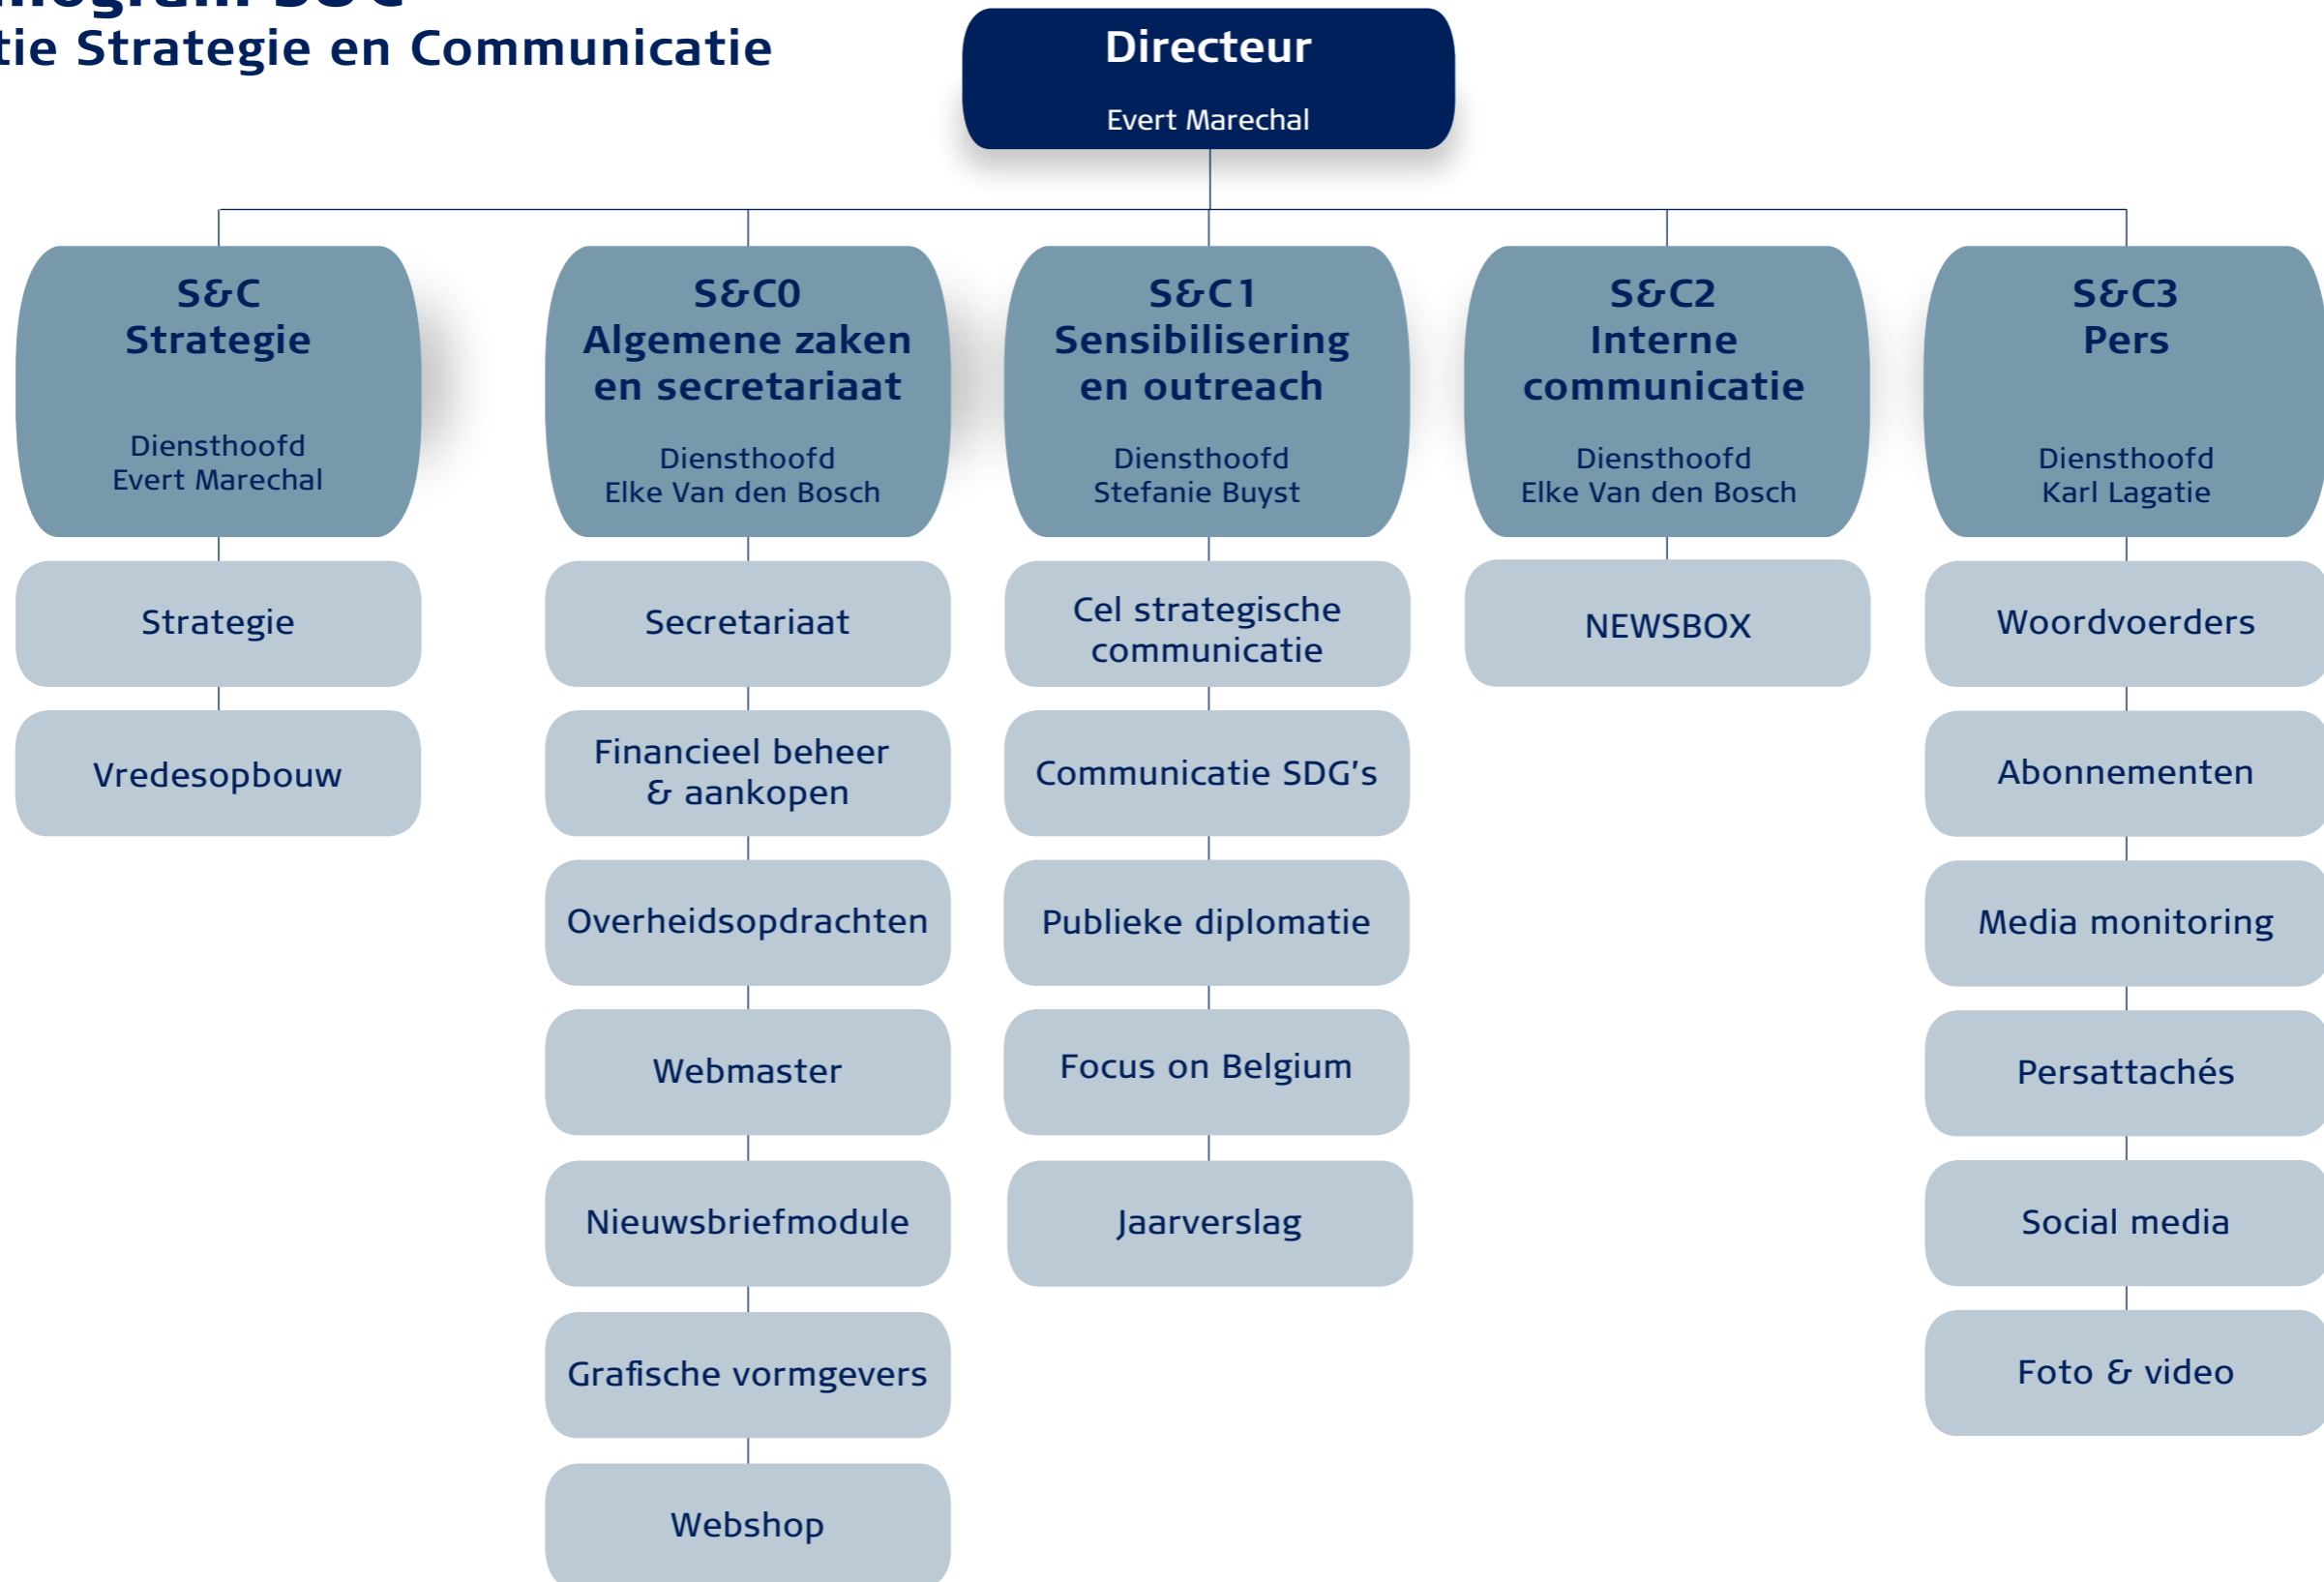 S&C
tie Strategie en Communicatie
Directeur
Evert Marechal
S&C
Strategie
Diensthoofd
Evert Marechal
Strategie
Vredesopbouw
S&C0
Algemene zaken
en secretariaat
Diensthoofd
Elke Van den Bosch
Secretariaat
Financieel beheer
& aankopen
Overheidsopdrachten
Webmaster
Nieuwsbriefmodule
Grafische vormgevers
Webshop
S&C1
Sensibilisering
en outreach
Diensthoofd
Stefanie Buyst
Cel strategische
communicatie
Communicatie SDG's
Publieke diplomatie
Focus on Belgium
Jaarverslag
S&C2
Interne
communicatie
Diensthoofd
Elke Van den Bosch
NEWSBOX
S&C3
Pers
Diensthoofd
Karl Lagatie
Woordvoerders
Abonnementen
Media monitoring
Persattachés
Social media
Foto & video